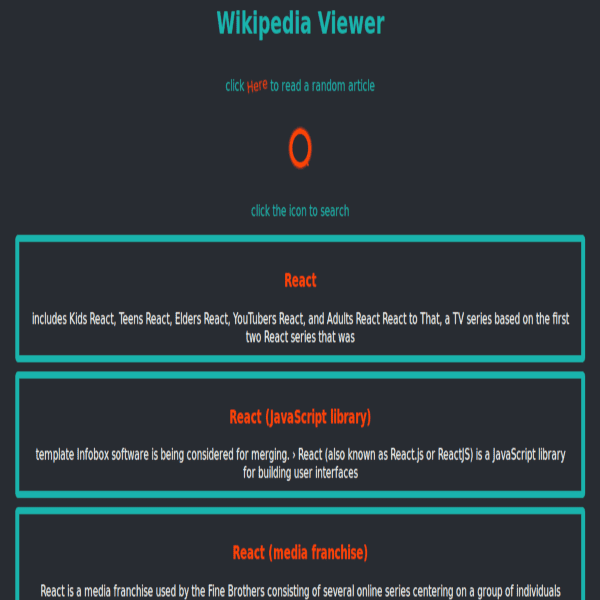 Wikipedia Viewer
click Here to read a random article
click the icon to search
React
includes Kids React, Teens React, Elders React, YouTubers React, and Adults React React to That, a TV series based on the first
two React series that was
React (JavaScript library)
template Infobox software is being considered for merging. › React (also known as React.js or ReactJS) is a JavaScript library
for building user interfaces
React (media franchise)
React is a media franchise used by the Fine Brothers consisting of several online series centering on a group of individuals